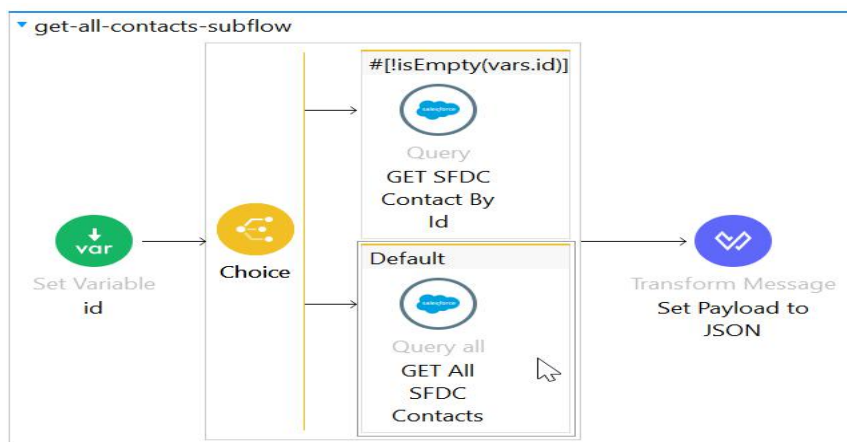 get-all-contacts-subflow
var
Set Variable
id
Choice
#[!isEmpty(vars.id)]
salesforce
Query
GET SFDC
Contact By
Id
Default
salesforce
Query all
GET All
SFDC
Contacts
Transform Message
Set Payload to
JSON